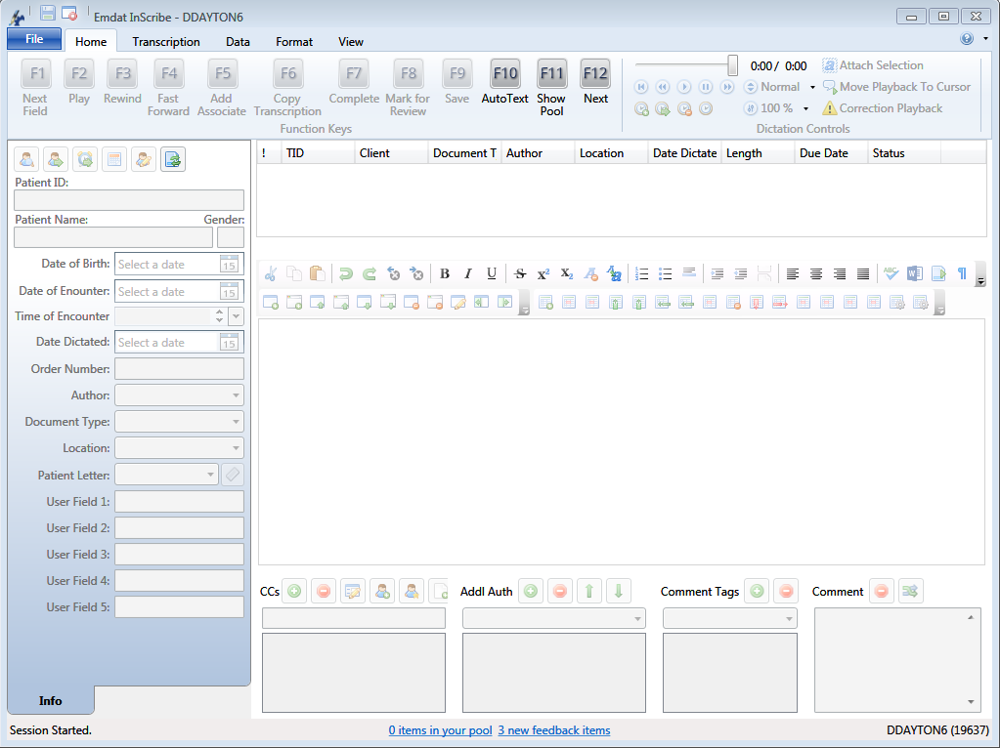 Emdat InScribe - DDAYTON6
File Home Transcription Data Format View
F1 F2 F3 F4 F5 F6 F7 F8 F9 F10 F11 F12
Next Field Play Rewind Fast Forward Add Associate Copy Transcription Complete Mark for Review Save AutoText Show Pool Next
Function Keys
0:00 / 0:00 Attach Selection
Normal Move Playback To Cursor
100 % Correction Playback
Dictation Controls
! TID Client Document T Author Location Date Dictate Length Due Date Status
Patient ID:
Patient Name: Gender:
Date of Birth: Select a date 15
Date of Enounter: Select a date 15
Time of Encounter
Date Dictated: Select a date 15
Order Number:
Author:
Document Type:
Location:
Patient Letter:
User Field 1:
User Field 2:
User Field 3:
User Field 4:
User Field 5:
Info
B I U S X² X₂
ABC W ¶
CCs Addl Auth Comment Tags Comment
Session Started. 0 items in your pool 3 new feedback items DDAYTON6 (19637)